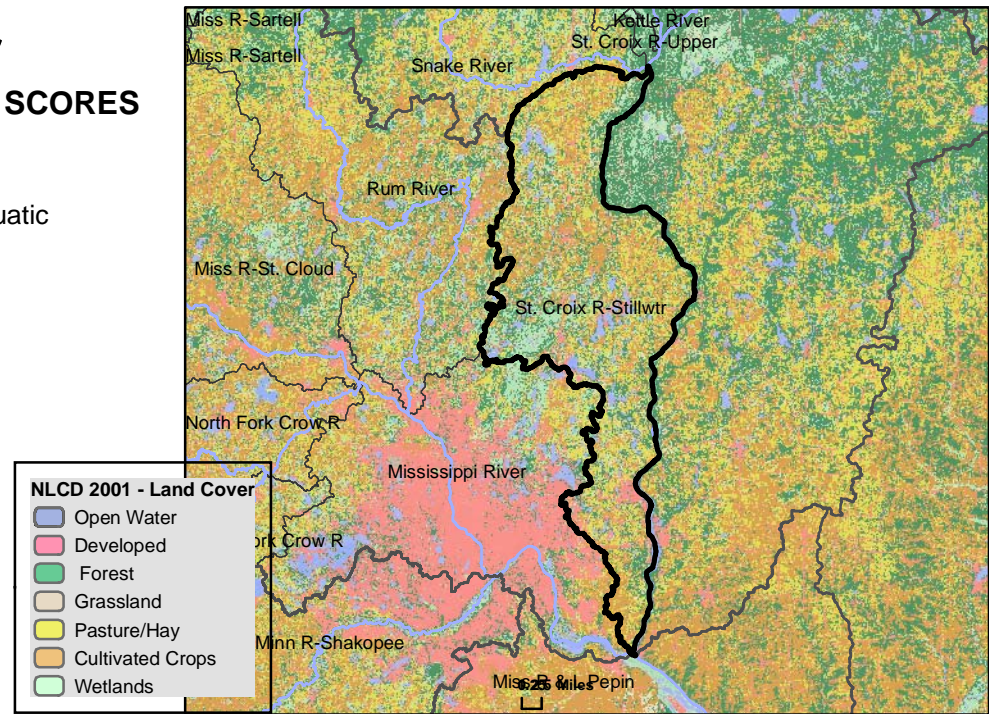 SCORES
uatic
Miss R-Sartell
Kettle River
St. Croix R-Upper
Miss R-Sartell
Snake River
Rum River
Miss R-St. Cloud
St. Croix R-Stillwtr
North Fork Crow R
Mississippi River
ork Crow R
Minn R-Shakopee
Miss R & L Pepin
Miles
NLCD 2001 - Land Cover
Open Water
Developed
Forest
Grassland
Pasture/Hay
Cultivated Crops
Wetlands